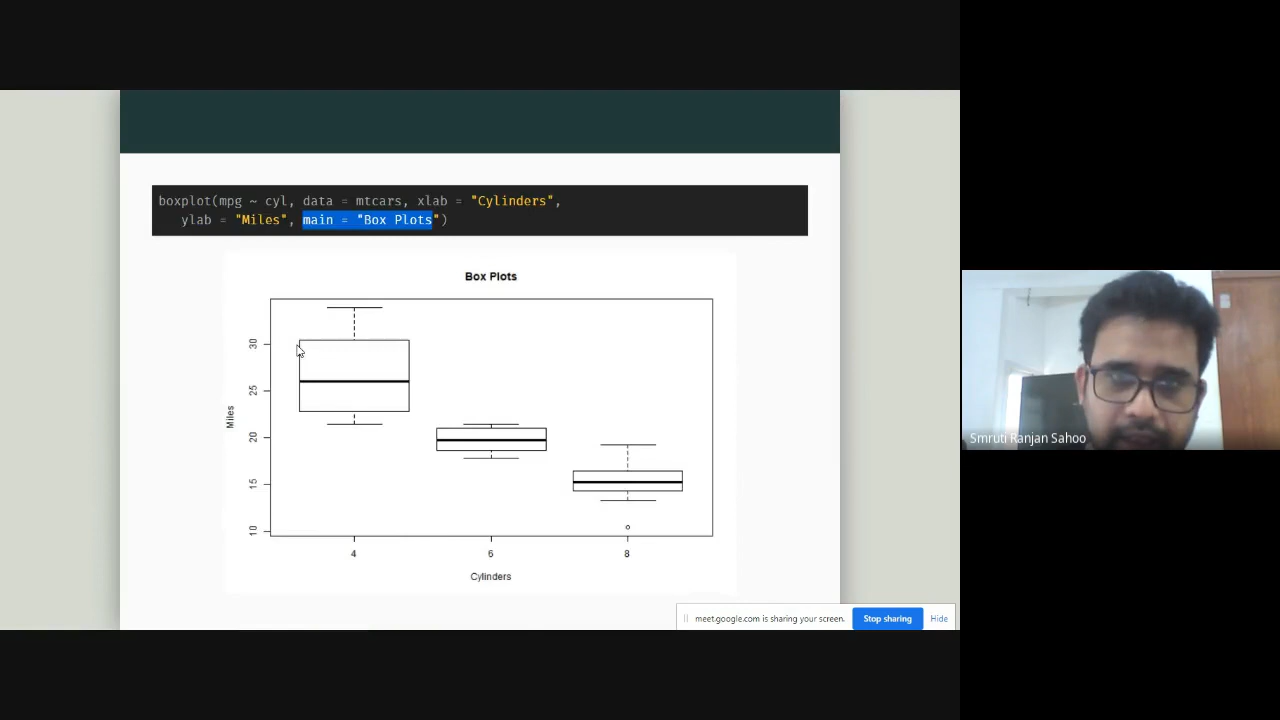 boxplot(mpg ~ cyl, data = mtcars, xlab = "Cylinders",
ylab = "Miles", main = "Box Plots")
Box Plots
30
25
20
15
10
Miles
4 6 8
Cylinders
Smruti Ranjan Sahoo
meet.google.com is sharing your screen. Stop sharing Hide